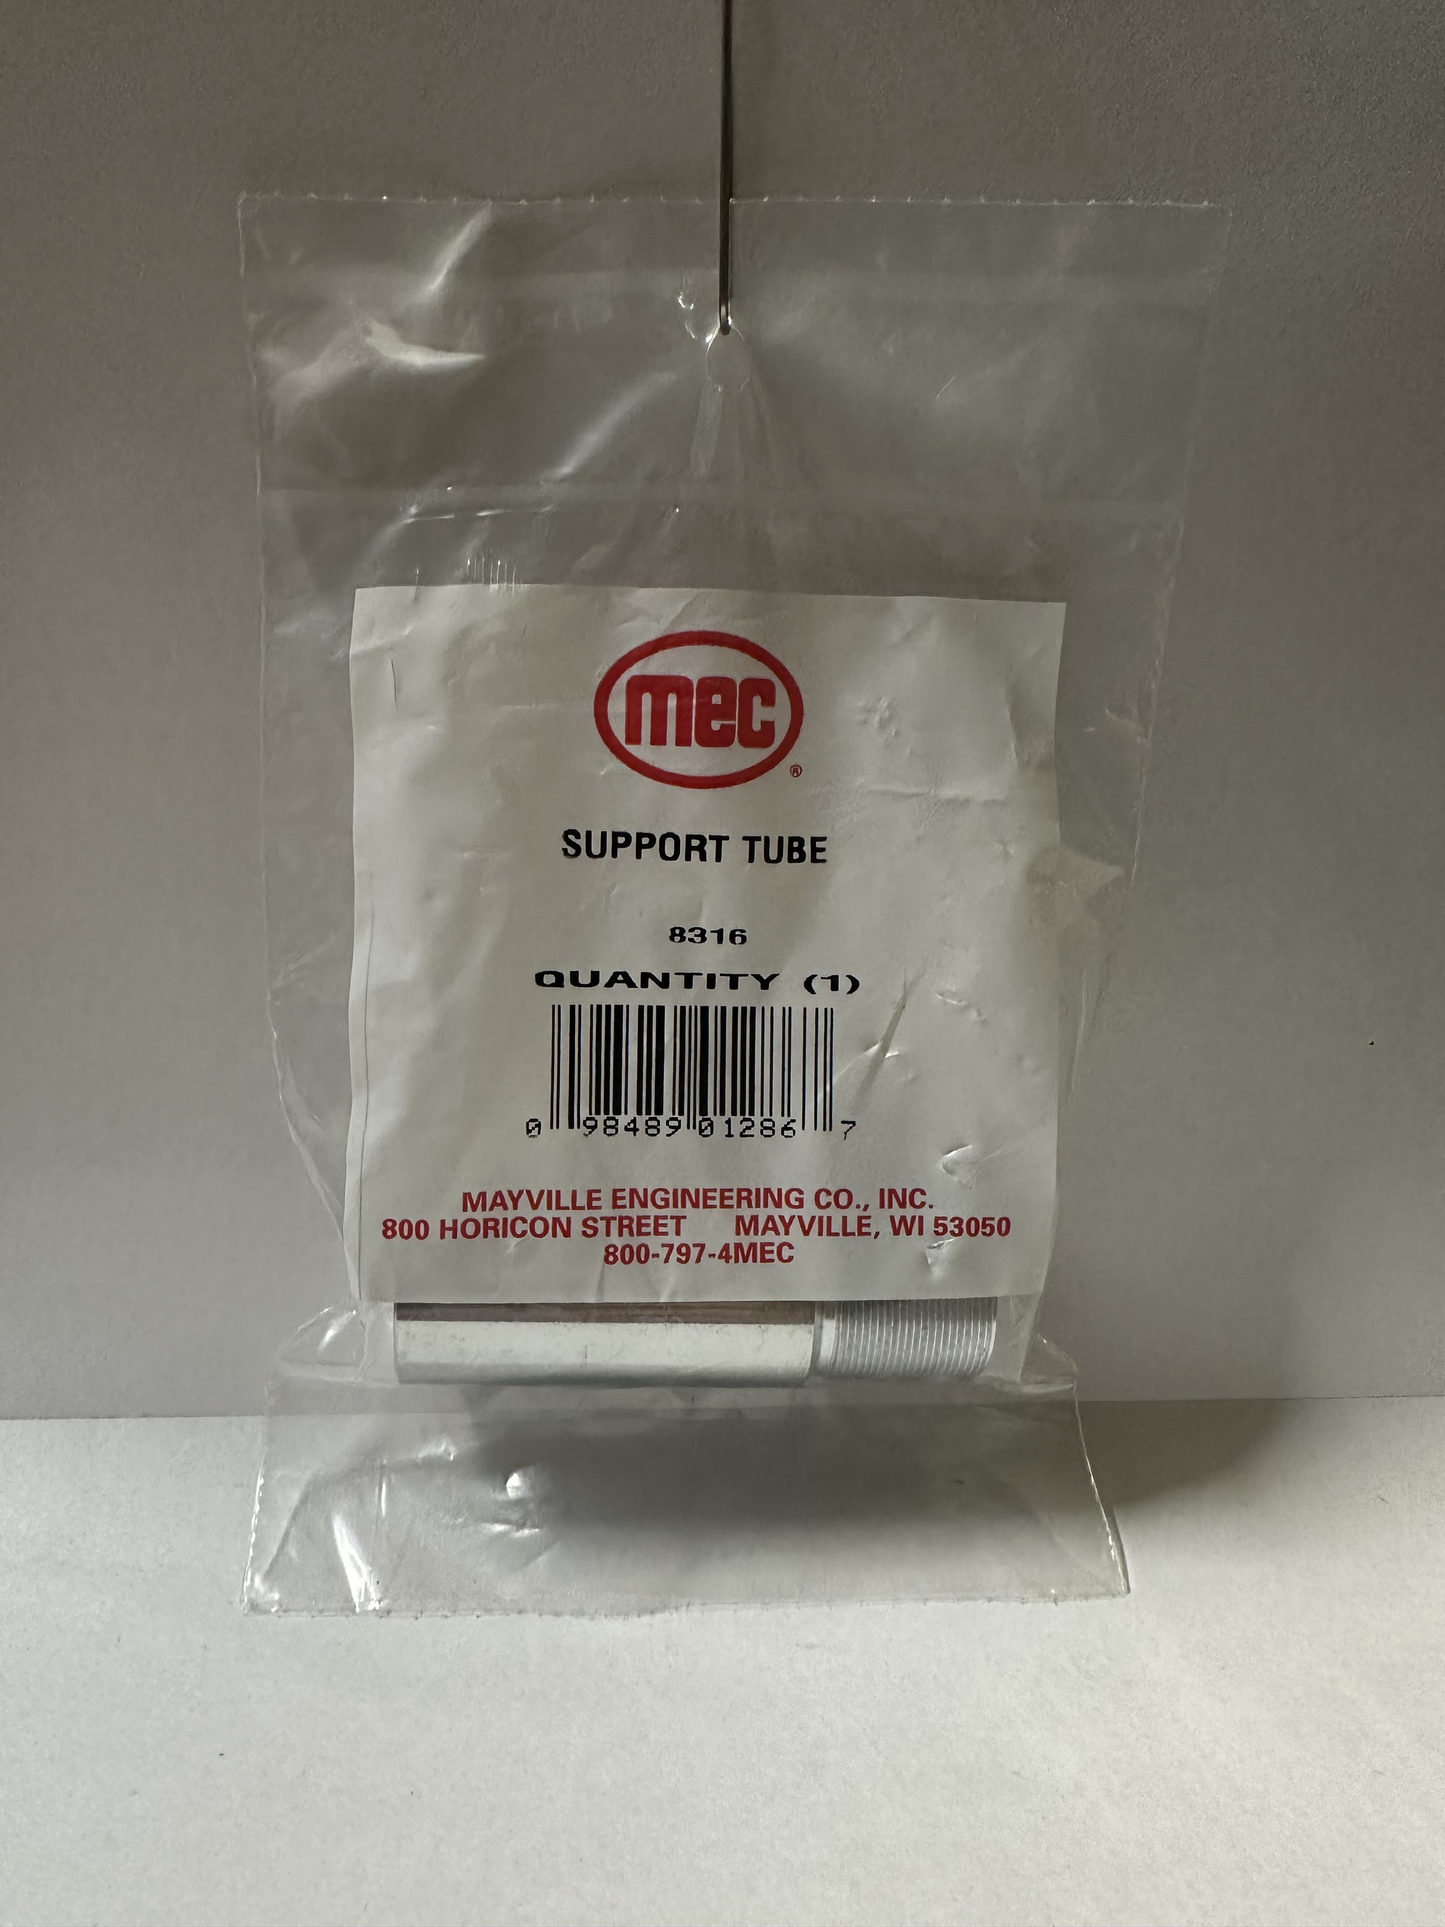 mec
®
SUPPORT TUBE
8316
QUANTITY (1)
0 98489 01286 7
MAYVILLE ENGINEERING CO., INC.
800 HORICON STREET MAYVILLE, WI 53050
800-797-4MEC